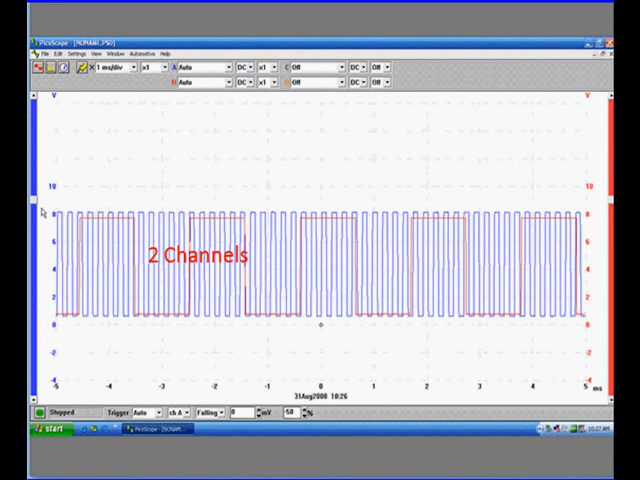 PicoScope - [NUNAMI.PSD]
File Edit Settings View Window Automotive Help
X 1 ms/div x1 A Auto DC x1 C Off DC Off
B Auto DC x1 D Off DC Off
V V
10 10
8 8
6 6
2 Channels
4 4
2 2
0 0
-2 -2
-4 -4
-5 -4 -3 -2 -1 0 1 2 3 4 5 ms
31Aug2008 10:26
Stopped Trigger Auto ch A Falling 0 mV -50 %
start PicoScope - [NUNAMI... 10:27 AM